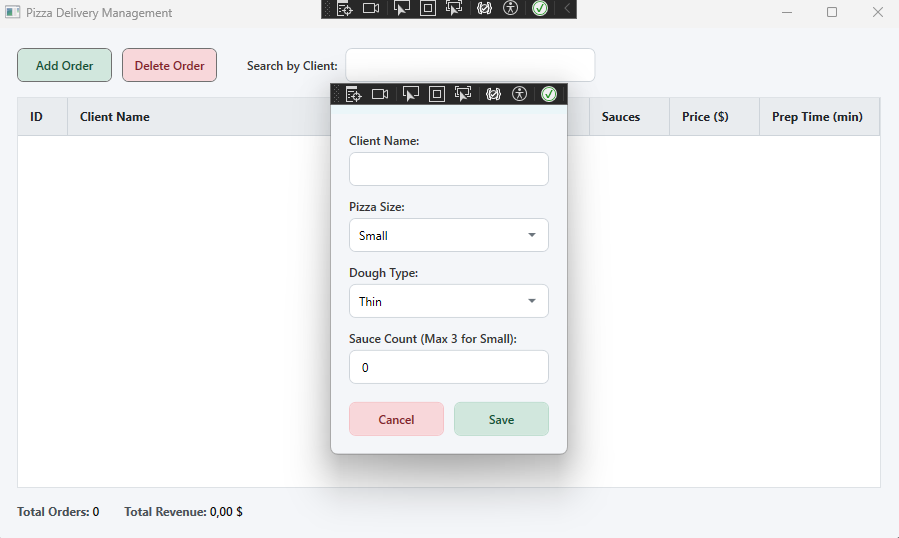 Pizza Delivery Management
Add Order Delete Order Search by Client:
ID Client Name Sauces Price ($) Prep Time (min)
Client Name:
Pizza Size:
Small
Dough Type:
Thin
Sauce Count (Max 3 for Small):
0
Cancel Save
Total Orders: 0 Total Revenue: 0,00 $